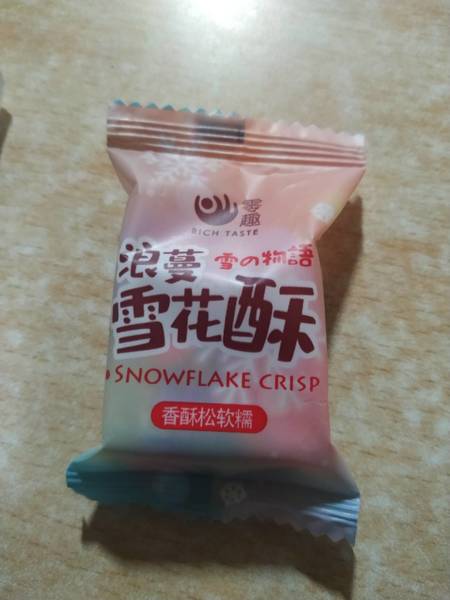 零趣
RICH TASTE
浪蔓 雪の物語
雪花酥
SNOWFLAKE CRISP
香酥松软糯